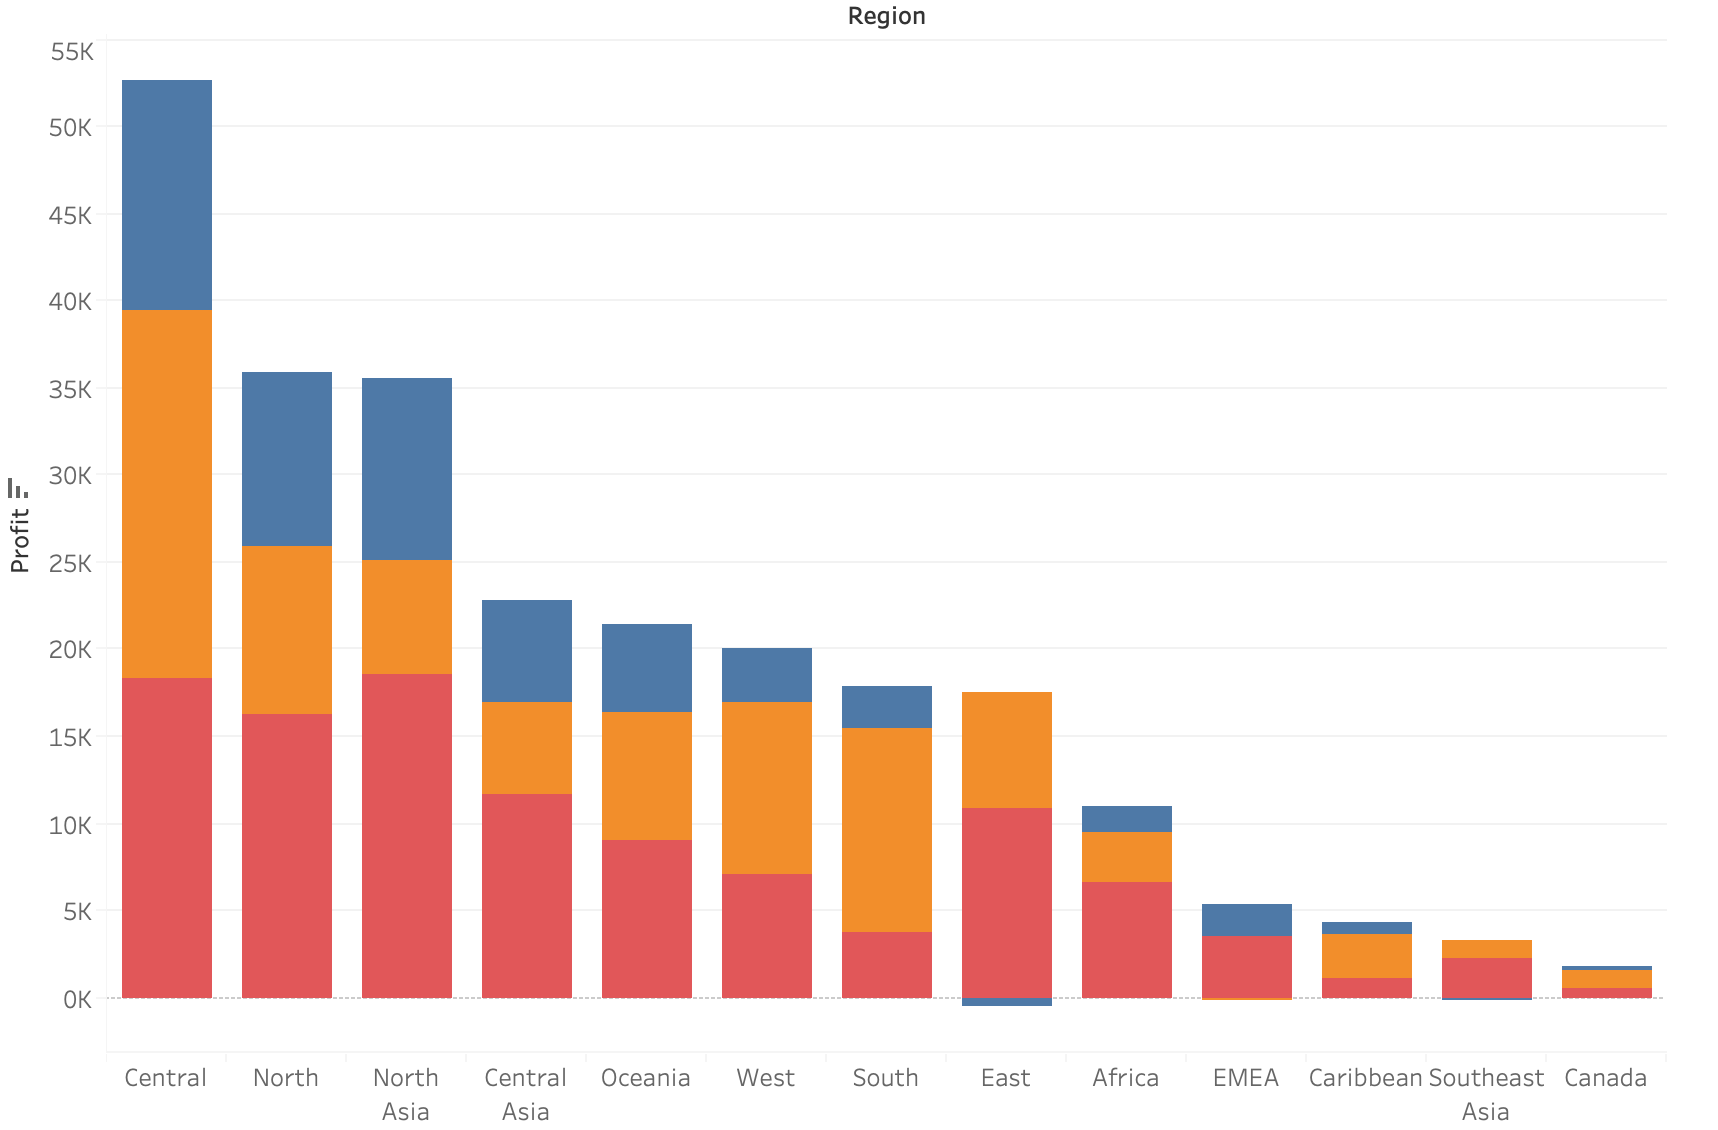 Region
55K
50K
45K
40K
35K
30K
25K
20K
15K
10K
5K
0K
Profit
Central
North
North
Asia
Central
Asia
Oceania
West
South
East
Africa
EMEA
Caribbean
Southeast
Asia
Canada